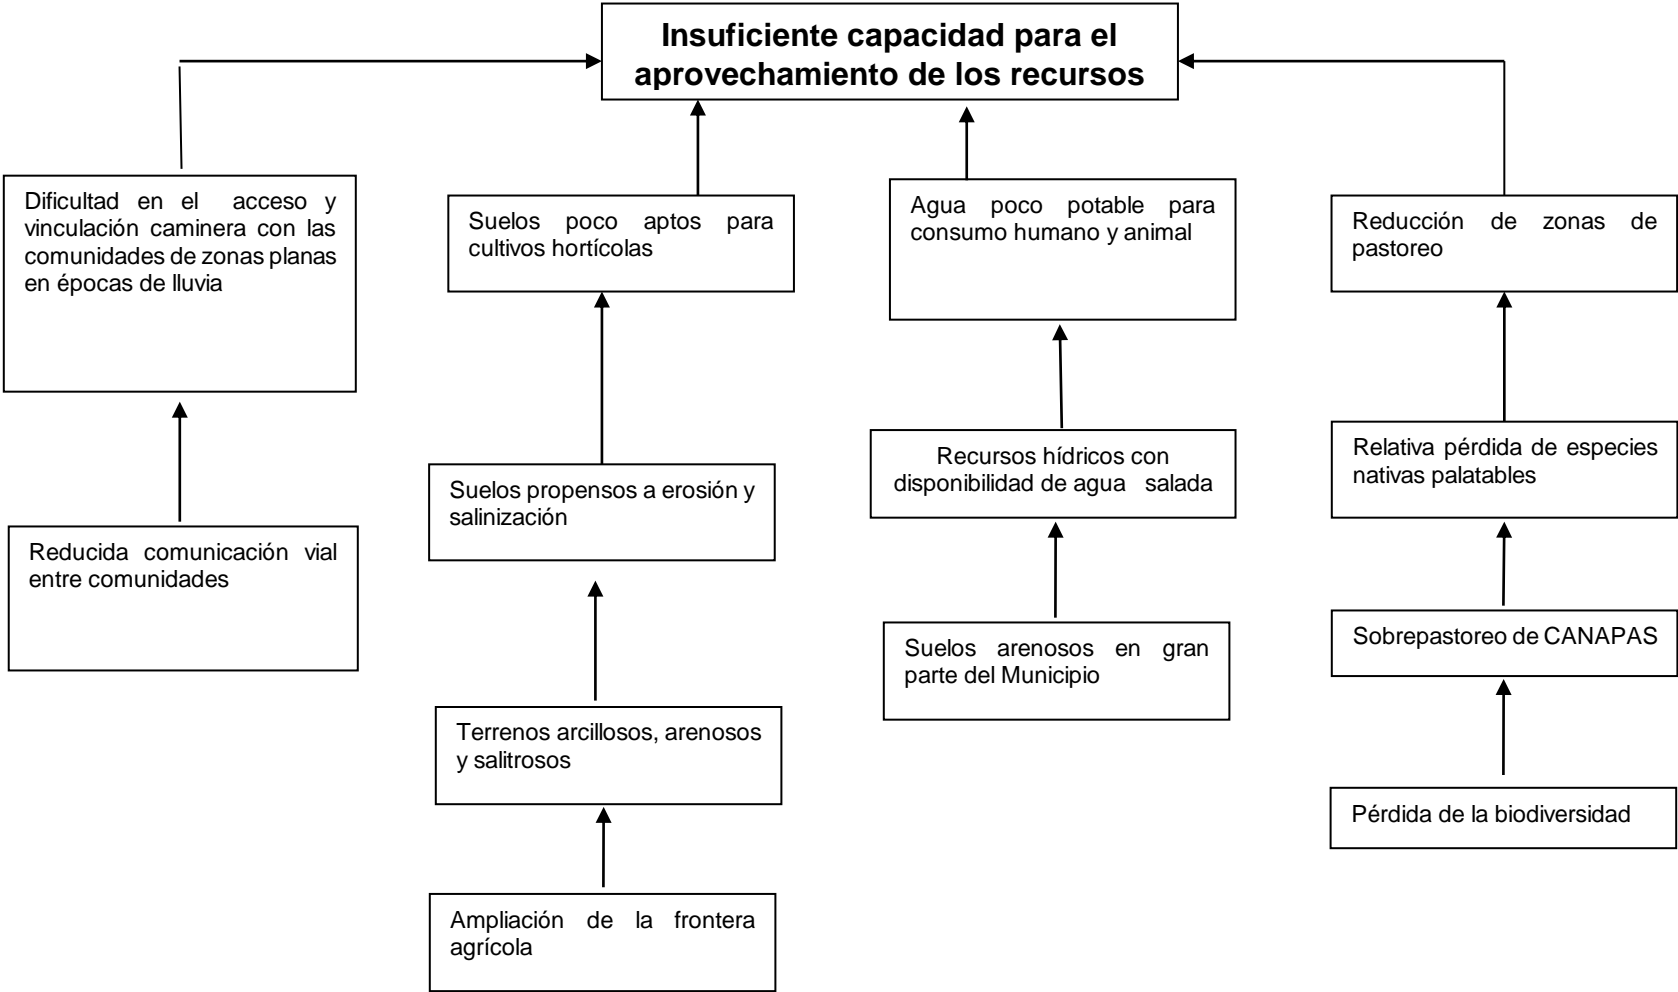 Insuficiente capacidad para el
aprovechamiento de los recursos
Dificultad en el acceso y
vinculación caminera con las
comunidades de zonas planas
en épocas de lluvia
Reducida comunicación vial
entre comunidades
Suelos poco aptos para
cultivos hortícolas
Suelos propensos a erosión y
salinización
Terrenos arcillosos, arenosos
y salitrosos
Ampliación de la frontera
agrícola
Agua poco potable para
consumo humano y animal
Recursos hídricos con
disponibilidad de agua salada
Suelos arenosos en gran
parte del Municipio
Reducción de zonas de
pastoreo
Relativa pérdida de especies
nativas palatables
Sobrepastoreo de CANAPAS
Pérdida de la biodiversidad